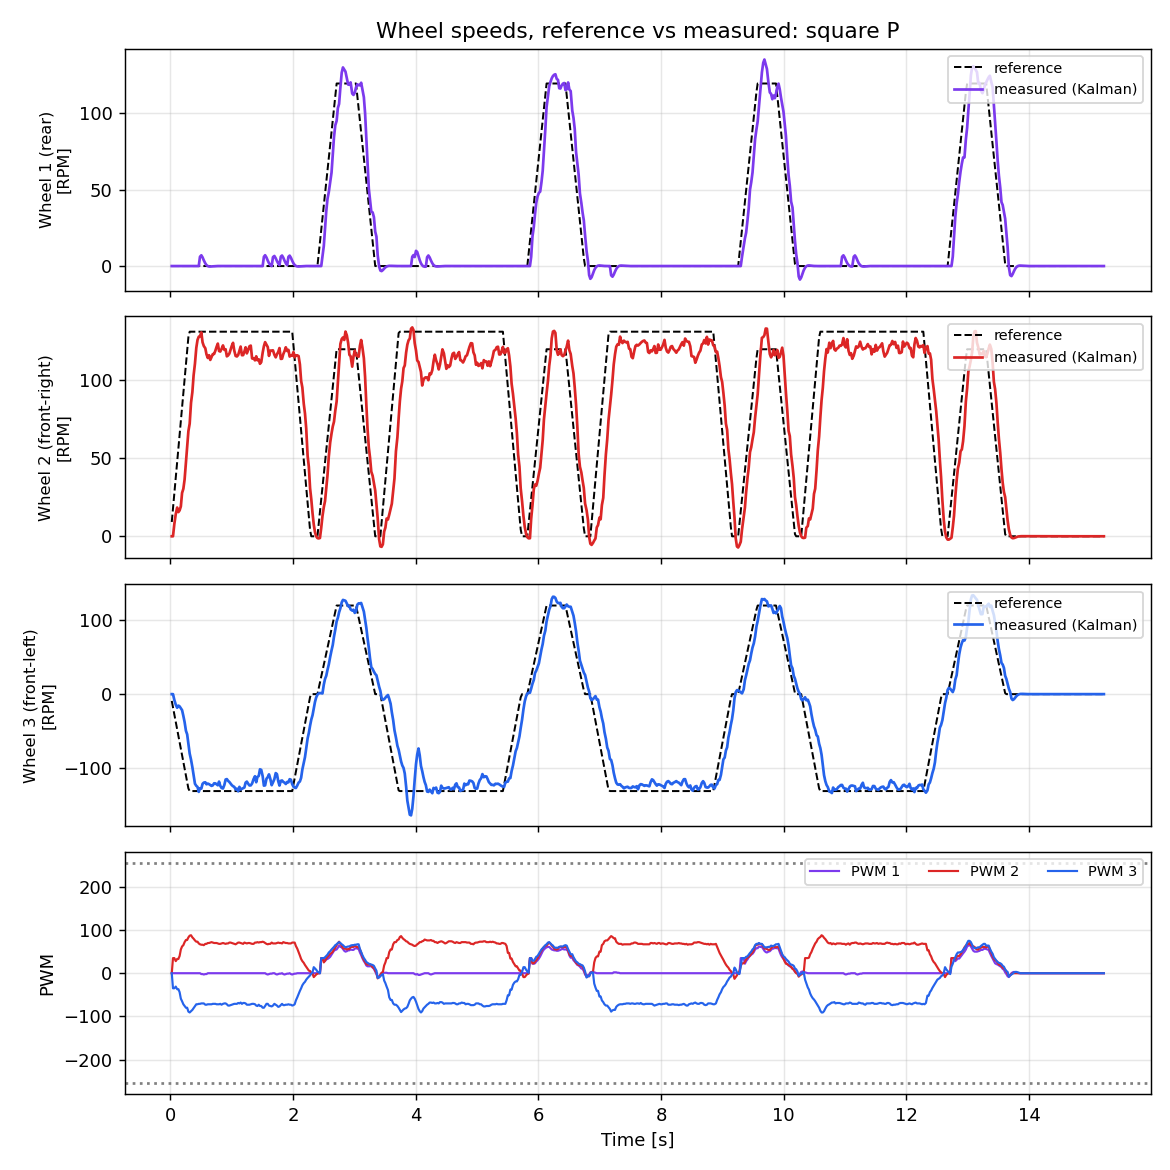 Wheel speeds, reference vs measured: square P
Wheel 1 (rear)
[RPM]
100
50
0
reference
measured (Kalman)
Wheel 2 (front-right)
[RPM]
100
50
0
reference
measured (Kalman)
Wheel 3 (front-left)
[RPM]
100
0
−100
reference
measured (Kalman)
PWM
200
100
0
−100
−200
PWM 1 PWM 2 PWM 3
0 2 4 6 8 10 12 14
Time [s]